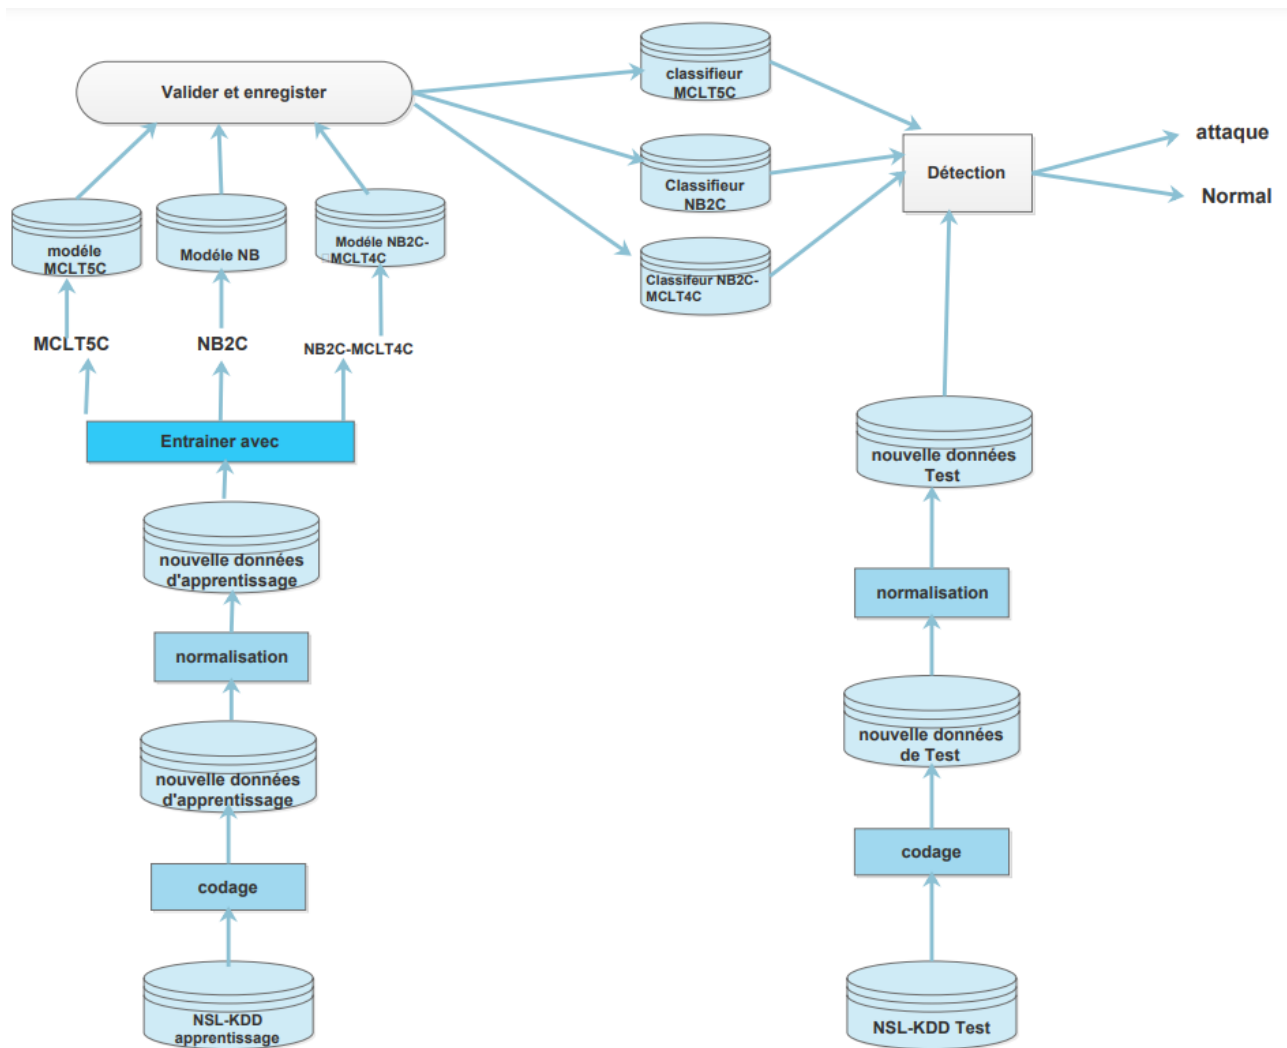 Valider et enregister
classifieur
MCLT5C
Classifieur
NB2C
Classifeur NB2C-
MCLT4C
Détection
attaque
Normal
modéle
MCLT5C
Modéle NB
Modéle NB2C-
MCLT4C
MCLT5C
NB2C
NB2C-MCLT4C
Entrainer avec
nouvelle données
d'apprentissage
normalisation
nouvelle données
d'apprentissage
codage
NSL-KDD
apprentissage
nouvelle données
Test
normalisation
nouvelle données
de Test
codage
NSL-KDD Test